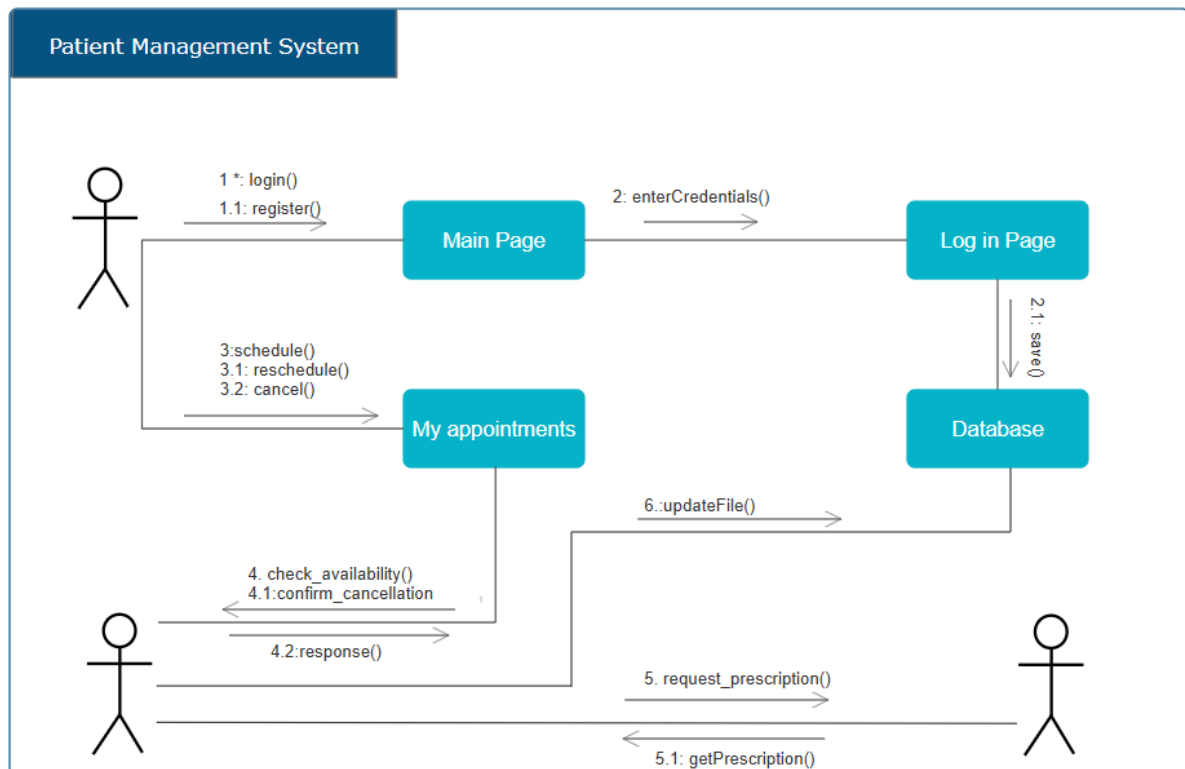 Patient Management System
1 *: login()
1.1: register()
2: enterCredentials()
Main Page
Log in Page
2.1: save()
3:schedule()
3.1: reschedule()
3.2: cancel()
My appointments
Database
6.:updateFile()
4. check_availability()
4.1:confirm_cancellation
4.2:response()
5. request_prescription()
5.1: getPrescription()